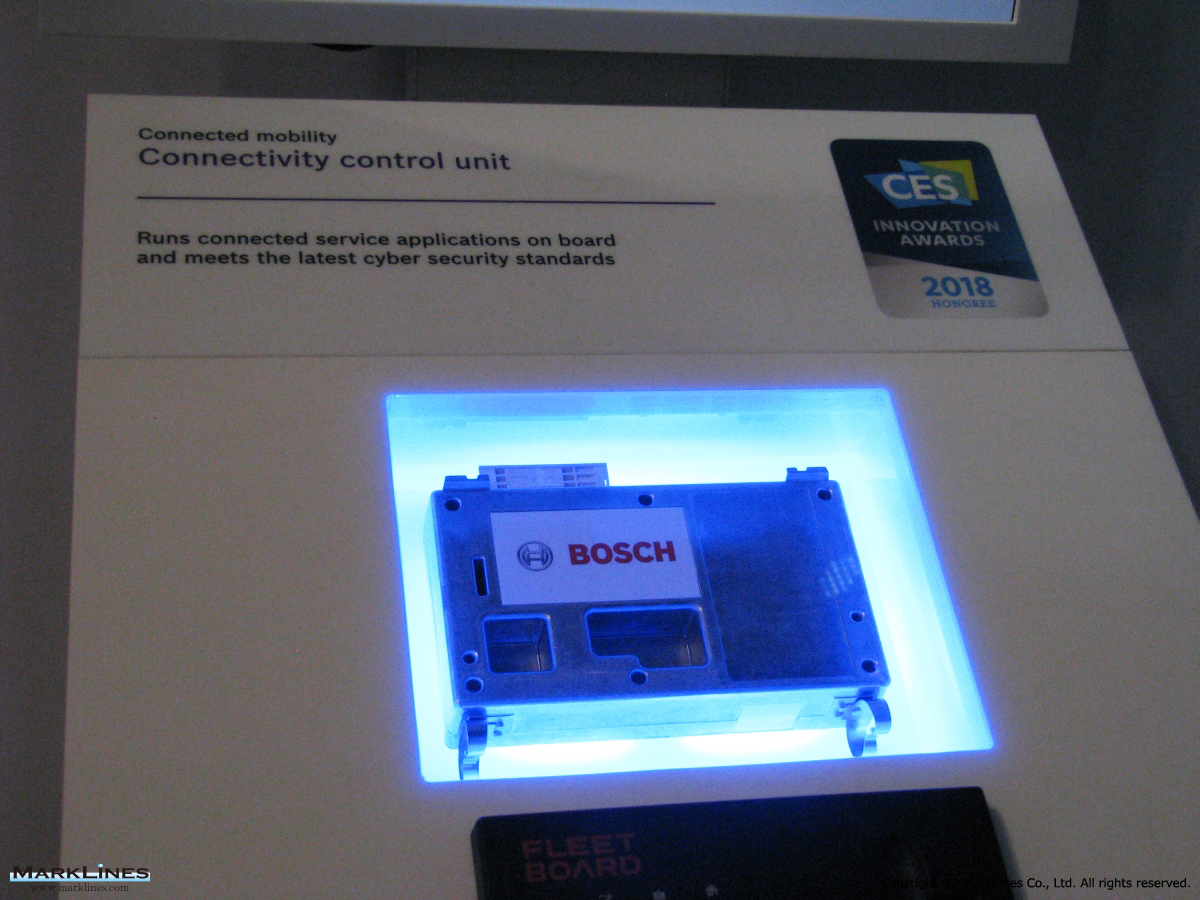 Connected mobility
Connectivity control unit
Runs connected service applications on board
and meets the latest cyber security standards
CES
INNOVATION
AWARDS
2018
HONOREE
BOSCH
FLEET
BOARD
MARKLINES
www.marklines.com
Co., Ltd. All rights reserved.